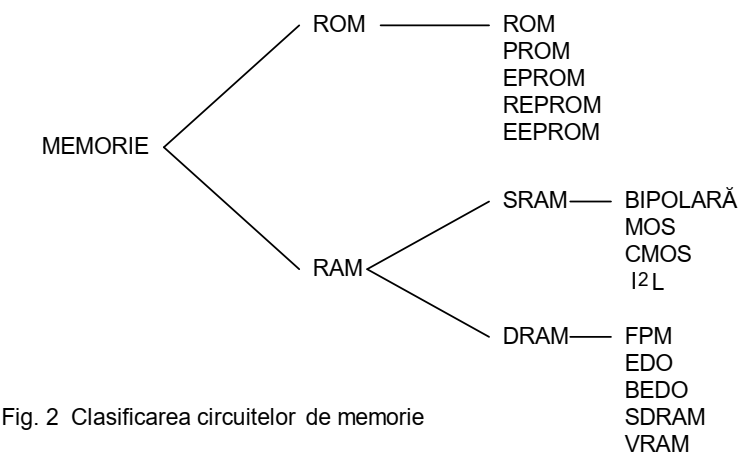 ROM ROM
PROM
EPROM
REPROM
EEPROM
MEMORIE
SRAM BIPOLARĂ
MOS
CMOS
I2L
RAM
DRAM FPM
EDO
BEDO
SDRAM
VRAM
Fig. 2 Clasificarea circuitelor de memorie